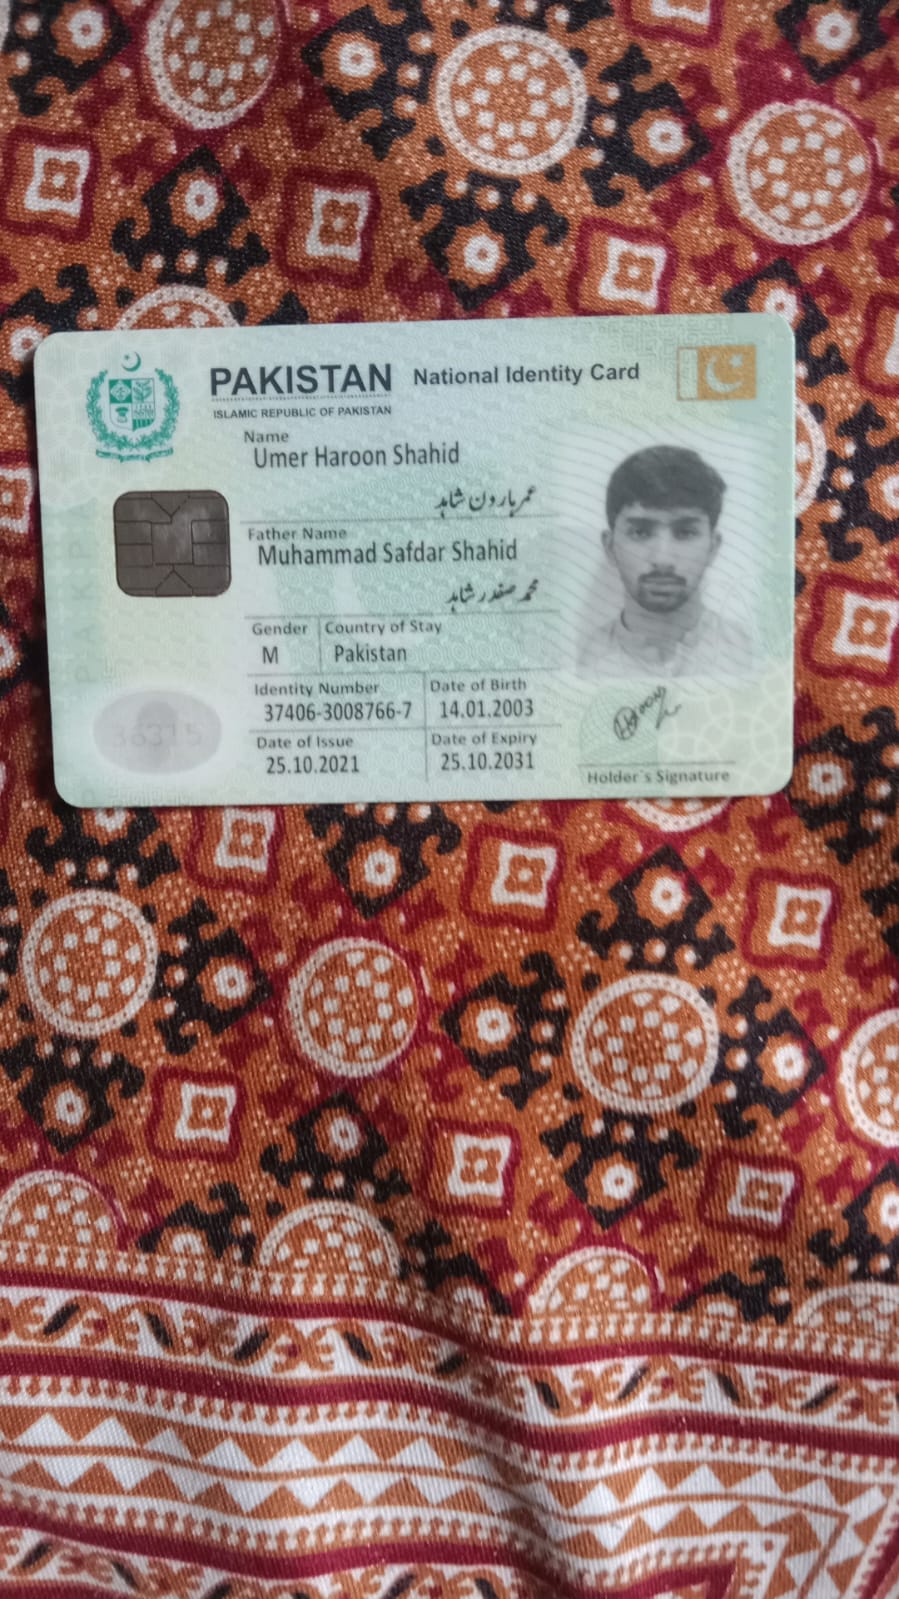 PAKISTAN National Identity Card
ISLAMIC REPUBLIC OF PAKISTAN
Name
Umer Haroon Shahid
عمر ہارون شاہد
Father Name
Muhammad Safdar Shahid
محمد صفدر شاہد
Gender Country of Stay
M Pakistan
Identity Number Date of Birth
37406-3008766-7 14.01.2003
Date of Issue Date of Expiry
25.10.2021 25.10.2031
Holder's Signature